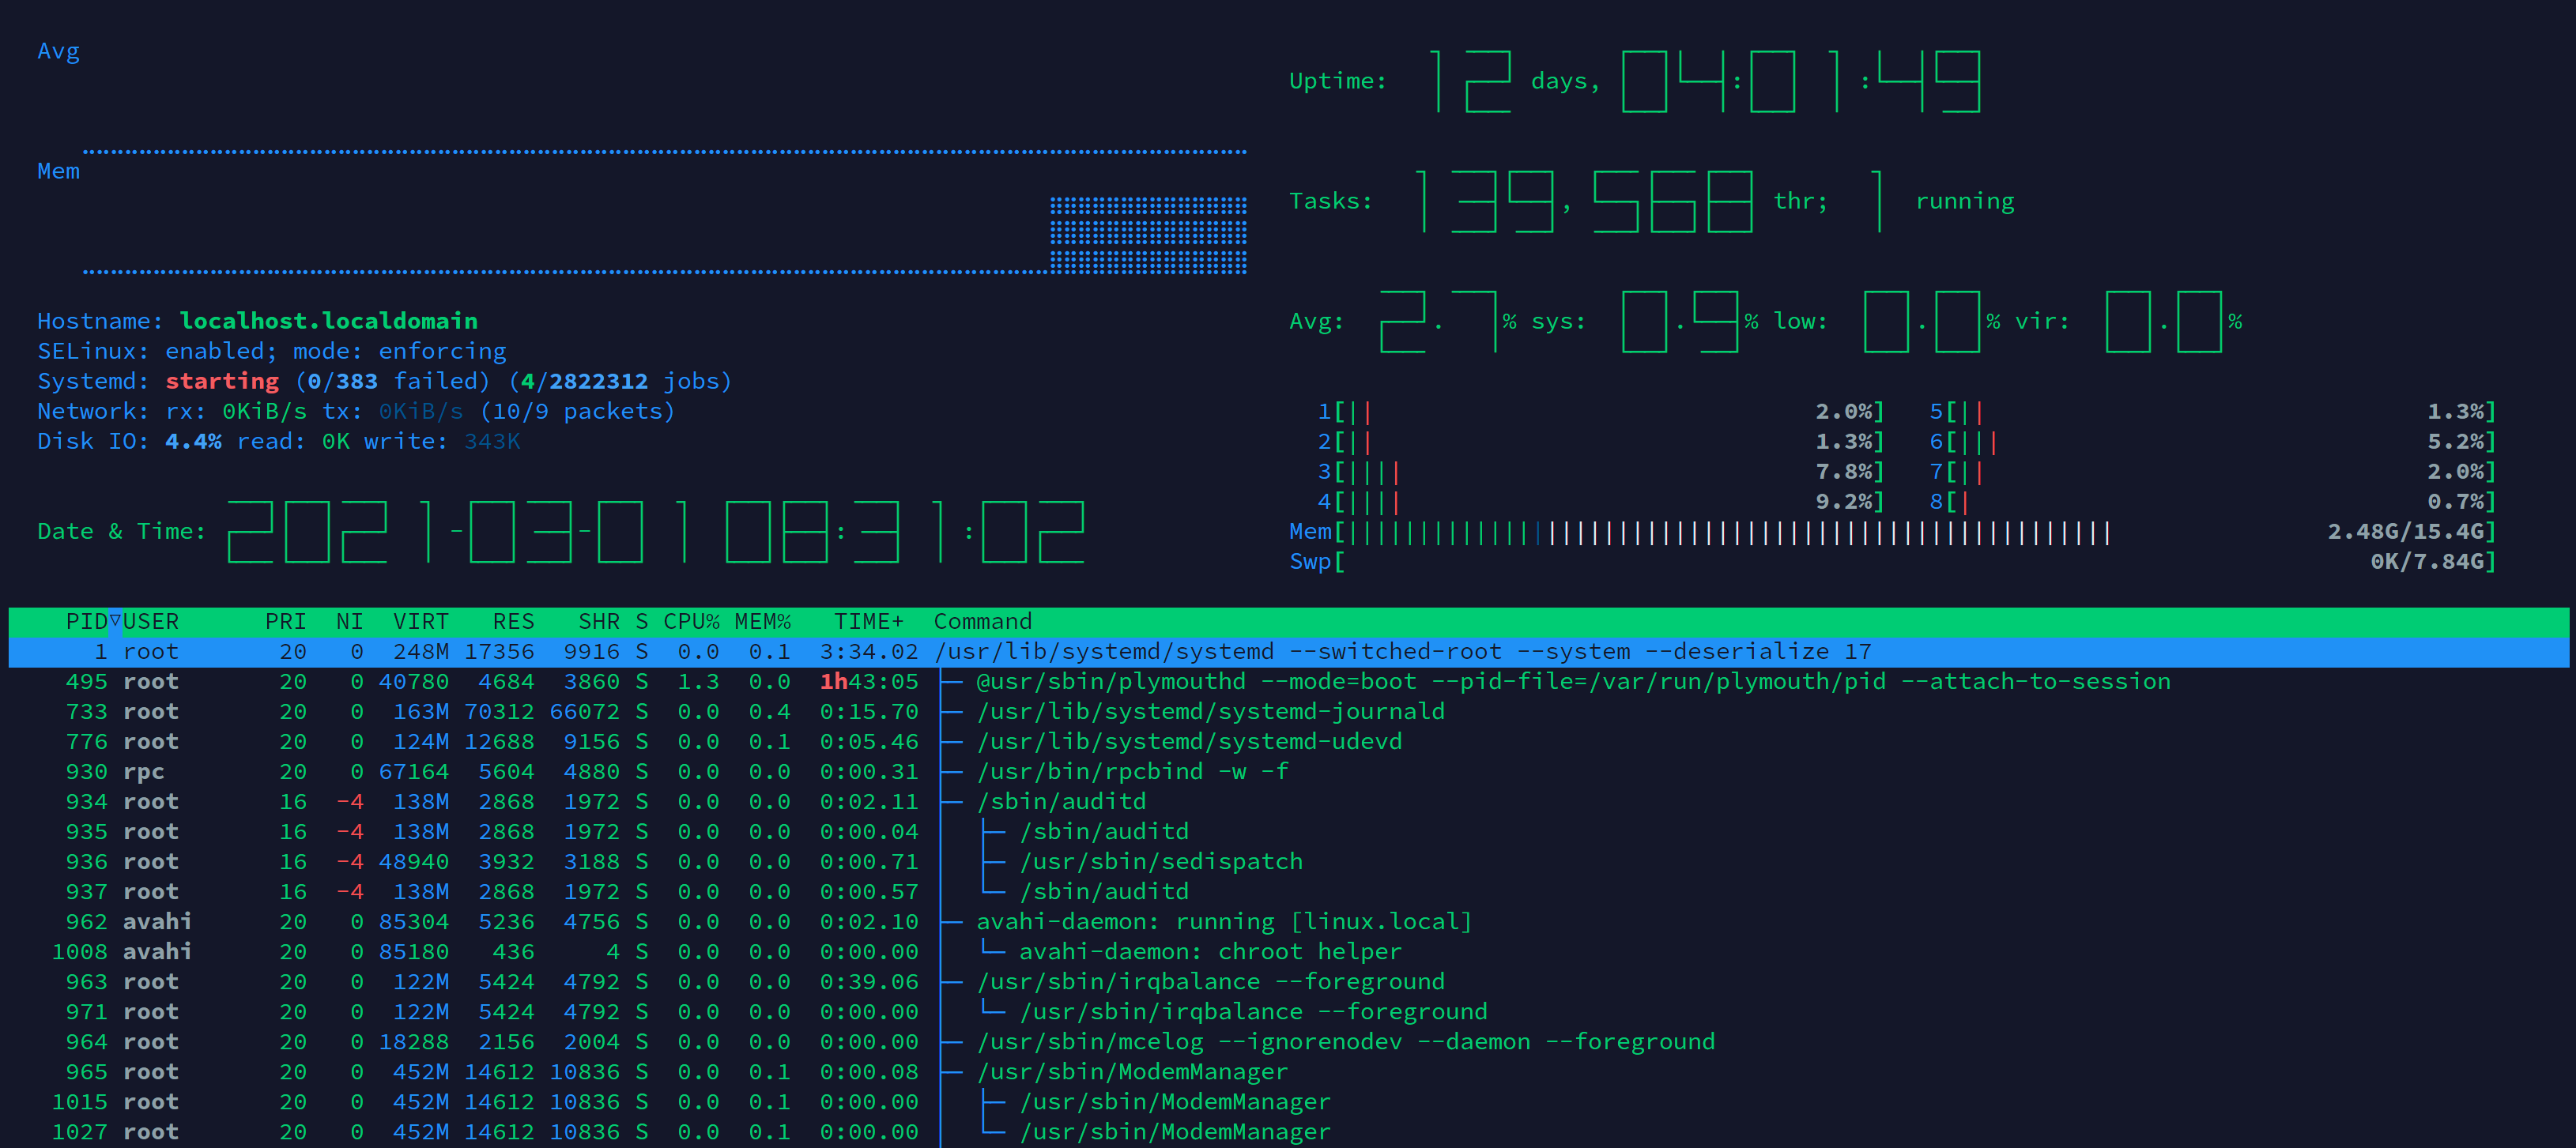 Avg
Uptime: 12 days, 04:01:49
Mem
Tasks: 139, 568 thr; 1 running
Avg: 2.7% sys: 0.9% low: 0.0% vir: 0.0%
Hostname: localhost.localdomain
SELinux: enabled; mode: enforcing
Systemd: starting (0/383 failed) (4/2822312 jobs)
Network: rx: 0KiB/s tx: 0KiB/s (10/9 packets)
Disk IO: 4.4% read: 0K write: 343K
Date & Time: 2021-03-01 08:31:02
1[|| 2.0%] 5[|| 1.3%]
2[|| 1.3%] 6[|||| 5.2%]
3[|||| 7.8%] 7[|| 2.0%]
4[|||| 9.2%] 8[| 0.7%]
Mem[||||||||||||||||||||||||||||||||||||||||||||||||||||||| 2.48G/15.4G]
Swp[ 0K/7.84G]
PID▽USER PRI NI VIRT RES SHR S CPU% MEM% TIME+ Command
1 root 20 0 248M 17356 9916 S 0.0 0.1 3:34.02 /usr/lib/systemd/systemd --switched-root --system --deserialize 17
495 root 20 0 40780 4684 3860 S 1.3 0.0 1h43:05 ├─ @usr/sbin/plymouthd --mode=boot --pid-file=/var/run/plymouth/pid --attach-to-session
733 root 20 0 163M 70312 66072 S 0.0 0.4 0:15.70 ├─ /usr/lib/systemd/systemd-journald
776 root 20 0 124M 12688 9156 S 0.0 0.1 0:05.46 ├─ /usr/lib/systemd/systemd-udevd
930 rpc 20 0 67164 5604 4880 S 0.0 0.0 0:00.31 ├─ /usr/bin/rpcbind -w -f
934 root 16 -4 138M 2868 1972 S 0.0 0.0 0:02.11 ├─ /sbin/auditd
935 root 16 -4 138M 2868 1972 S 0.0 0.0 0:00.04 │ ├─ /sbin/auditd
936 root 16 -4 48940 3932 3188 S 0.0 0.0 0:00.71 │ ├─ /usr/sbin/sedispatch
937 root 16 -4 138M 2868 1972 S 0.0 0.0 0:00.57 │ └─ /sbin/auditd
962 avahi 20 0 85304 5236 4756 S 0.0 0.0 0:02.10 ├─ avahi-daemon: running [linux.local]
1008 avahi 20 0 85180 436 4 S 0.0 0.0 0:00.00 │ └─ avahi-daemon: chroot helper
963 root 20 0 122M 5424 4792 S 0.0 0.0 0:39.06 ├─ /usr/sbin/irqbalance --foreground
971 root 20 0 122M 5424 4792 S 0.0 0.0 0:00.00 │ └─ /usr/sbin/irqbalance --foreground
964 root 20 0 18288 2156 2004 S 0.0 0.0 0:00.00 ├─ /usr/sbin/mcelog --ignorenodev --daemon --foreground
965 root 20 0 452M 14612 10836 S 0.0 0.1 0:00.08 ├─ /usr/sbin/ModemManager
1015 root 20 0 452M 14612 10836 S 0.0 0.1 0:00.00 │ ├─ /usr/sbin/ModemManager
1027 root 20 0 452M 14612 10836 S 0.0 0.1 0:00.00 │ └─ /usr/sbin/ModemManager